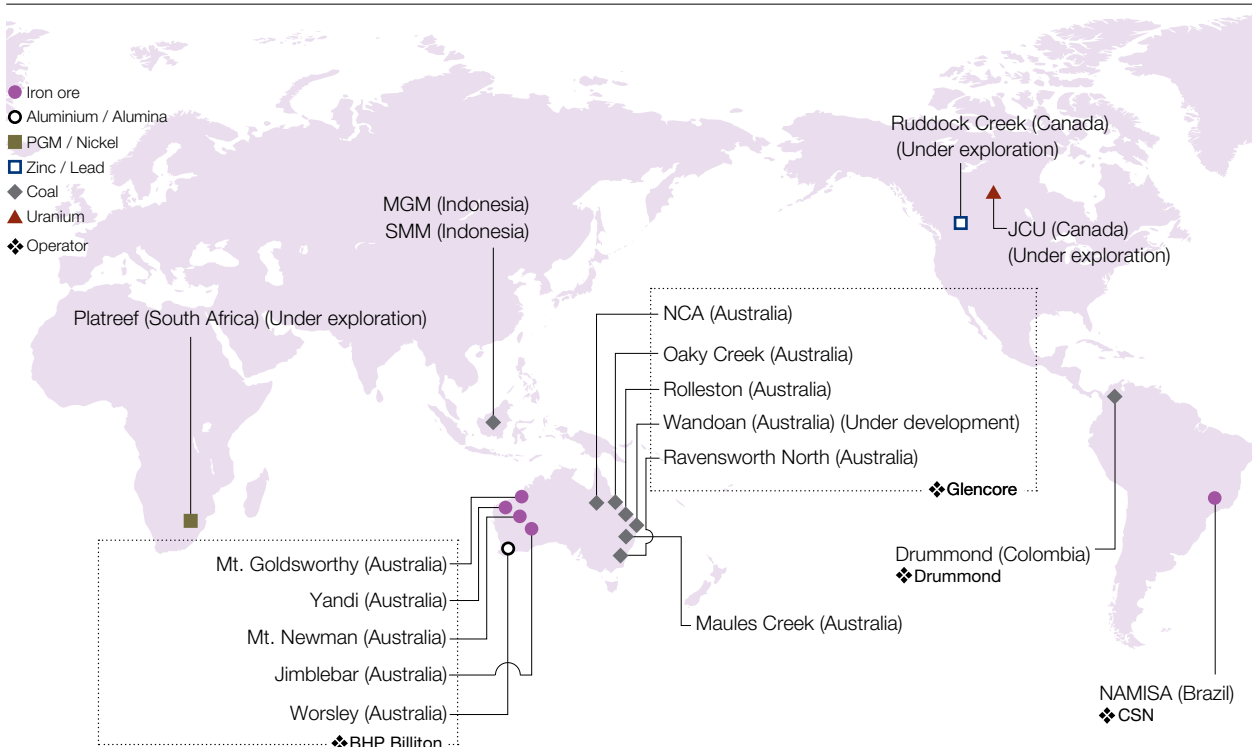 Iron ore
Aluminium / Alumina
PGM / Nickel
Zinc / Lead
Coal
Uranium
❖ Operator
Ruddock Creek (Canada)
(Under exploration)
JCU (Canada)
(Under exploration)
MGM (Indonesia)
SMM (Indonesia)
Platreef (South Africa) (Under exploration)
NCA (Australia)
Oaky Creek (Australia)
Rolleston (Australia)
Wandoan (Australia) (Under development)
Ravensworth North (Australia)
❖Glencore
Mt. Goldsworthy (Australia)
Yandi (Australia)
Mt. Newman (Australia)
Jimblebar (Australia)
Worsley (Australia)
❖BHP Billiton
Maules Creek (Australia)
Drummond (Colombia)
❖Drummond
NAMISA (Brazil)
❖CSN